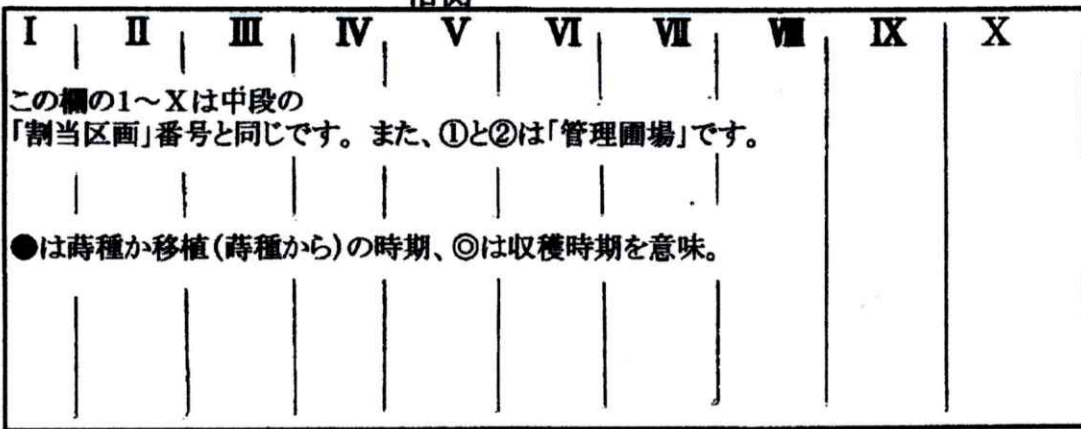 I II III IV V VI VII VIII IX X
この欄の1～Xは中段の
「割当区画」番号と同じです。また、①と②は「管理圃場」です。
●は蒔種か移植(蒔種から)の時期、◎は収穫時期を意味。